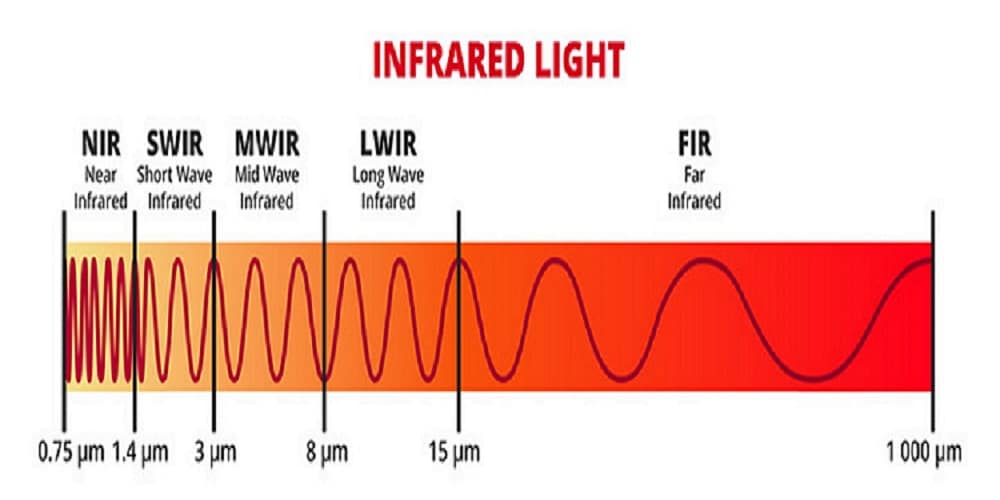 INFRARED LIGHT
NIR
Near
Infrared
SWIR
Short Wave
Infrared
MWIR
Mid Wave
Infrared
LWIR
Long Wave
Infrared
FIR
Far
Infrared
0.75 µm 1.4 µm 3 µm 8 µm 15 µm 1 000 µm